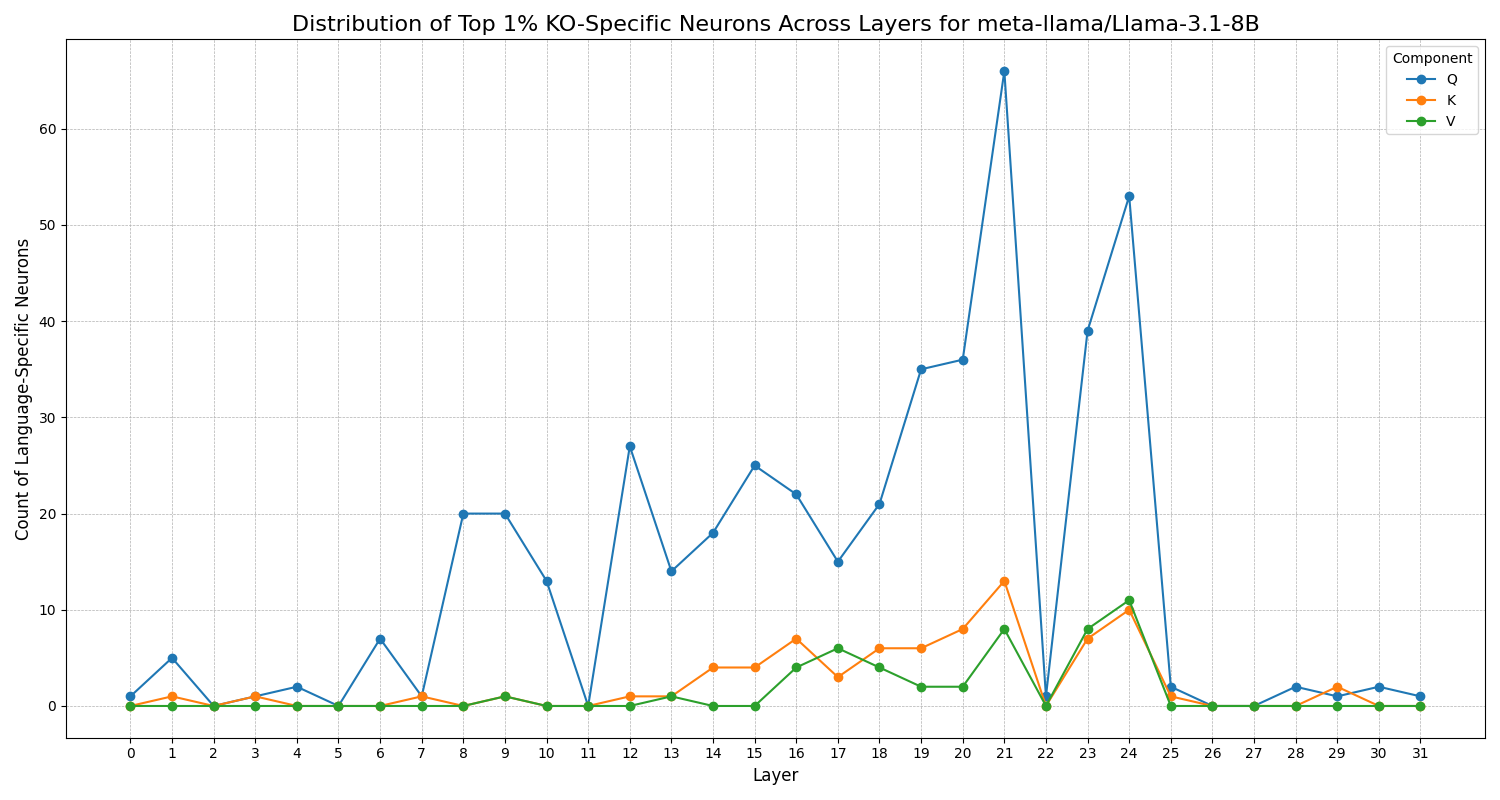 Distribution of Top 1% KO-Specific Neurons Across Layers for meta-llama/Llama-3.1-8B
Component
Q
K
V
Count of Language-Specific Neurons
60
50
40
30
20
10
0
0 1 2 3 4 5 6 7 8 9 10 11 12 13 14 15 16 17 18 19 20 21 22 23 24 25 26 27 28 29 30 31
Layer